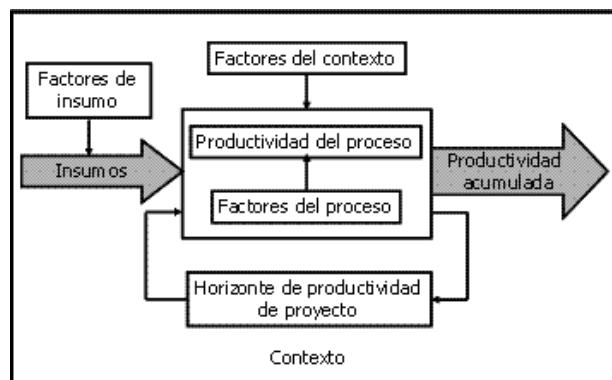 Factores del contexto
Factores de
insumo
Productividad del proceso
Insumos
Productividad
acumulada
Factores del proceso
Horizonte de productividad
de proyecto
Contexto